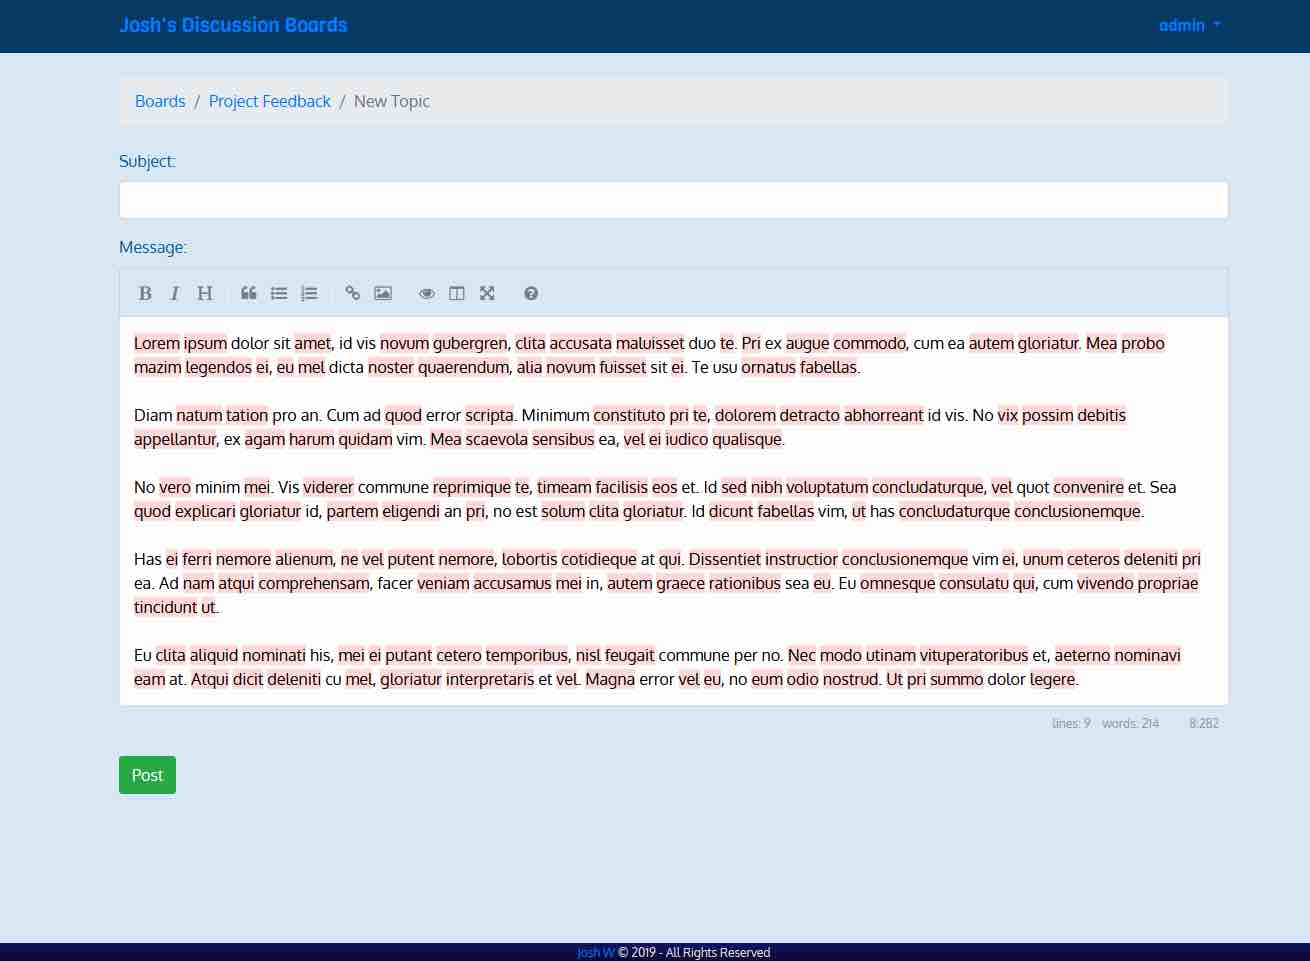 Josh's Discussion Boards
admin
Boards / Project Feedback / New Topic
Subject:
Message:
B I H
Lorem ipsum dolor sit amet, id vis novum gubergren, clita accusata maluisset duo te. Pri ex augue commodo, cum ea autem gloriatur. Mea probo
mazim legendos ei, eu mel dicta noster quaerendum, alia novum fuisset sit ei. Te usu ornatus fabellas.
Diam natum tation pro an. Cum ad quod error scripta. Minimum constituto pri te, dolorem detracto abhorreant id vis. No vix possim debitis
appellantur, ex agam harum quidam vim. Mea scaevola sensibus ea, vel ei iudico qualisque.
No vero minim mei. Vis viderer commune reprimique te, timeam facilisis eos et. Id sed nibh voluptatum concludaturque, vel quot convenire et. Sea
quod explicari gloriatur id, partem eligendi an pri, no est solum clita gloriatur. Id dicunt fabellas vim, ut has concludaturque conclusionemque.
Has ei ferri nemore alienum, ne vel putent nemore, lobortis cotidieque at qui. Dissentiet instructior conclusionemque vim ei, unum ceteros deleniti pri
ea. Ad nam atqui comprehensam, facer veniam accusamus mei in, autem graece rationibus sea eu. Eu omnesque consulatu qui, cum vivendo propriae
tincidunt ut.
Eu clita aliquid nominati his, mei ei putant cetero temporibus, nisl feugait commune per no. Nec modo utinam vituperatoribus et, aeterno nominavi
eam at. Atqui dicit deleniti cu mel, gloriatur interpretaris et vel. Magna error vel eu, no eum odio nostrud. Ut pri summo dolor legere.
lines: 9 words: 214 8:282
Post
Josh W © 2019 - All Rights Reserved